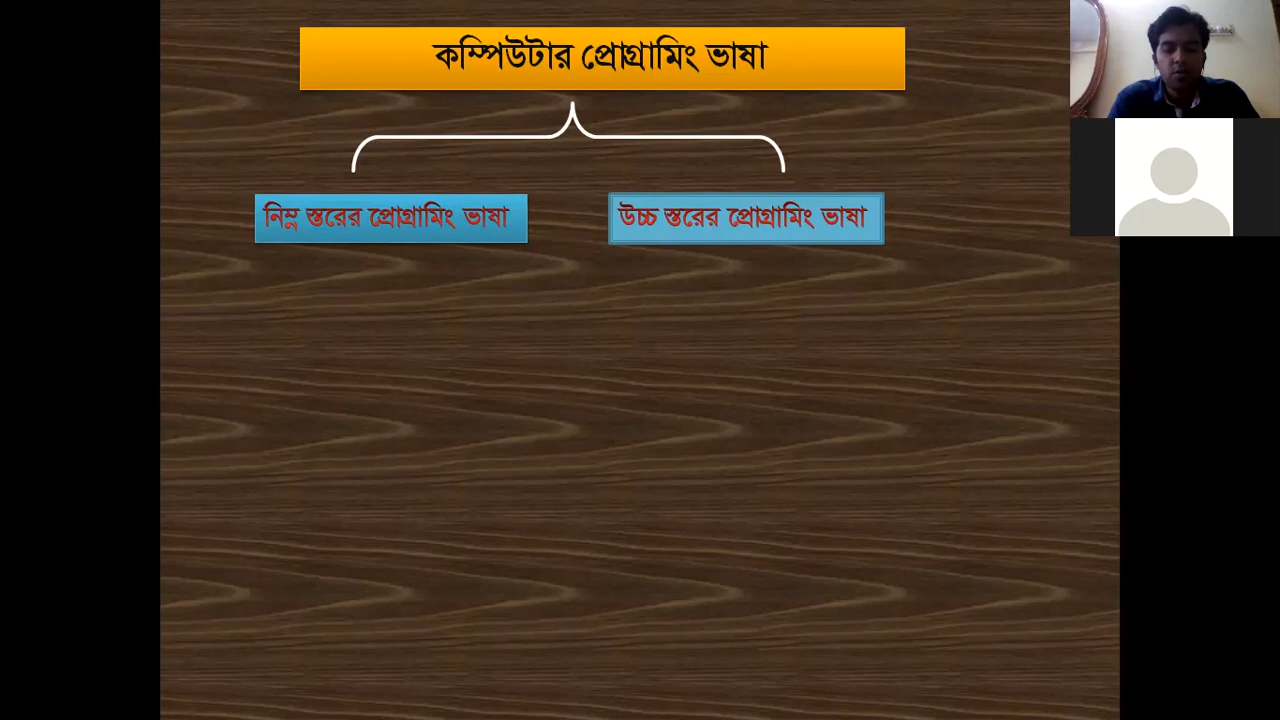 কম্পিউটার প্রোগ্রামিং ভাষা
নিম্ন স্তরের প্রোগ্রামিং ভাষা
উচ্চ স্তরের প্রোগ্রামিং ভাষা